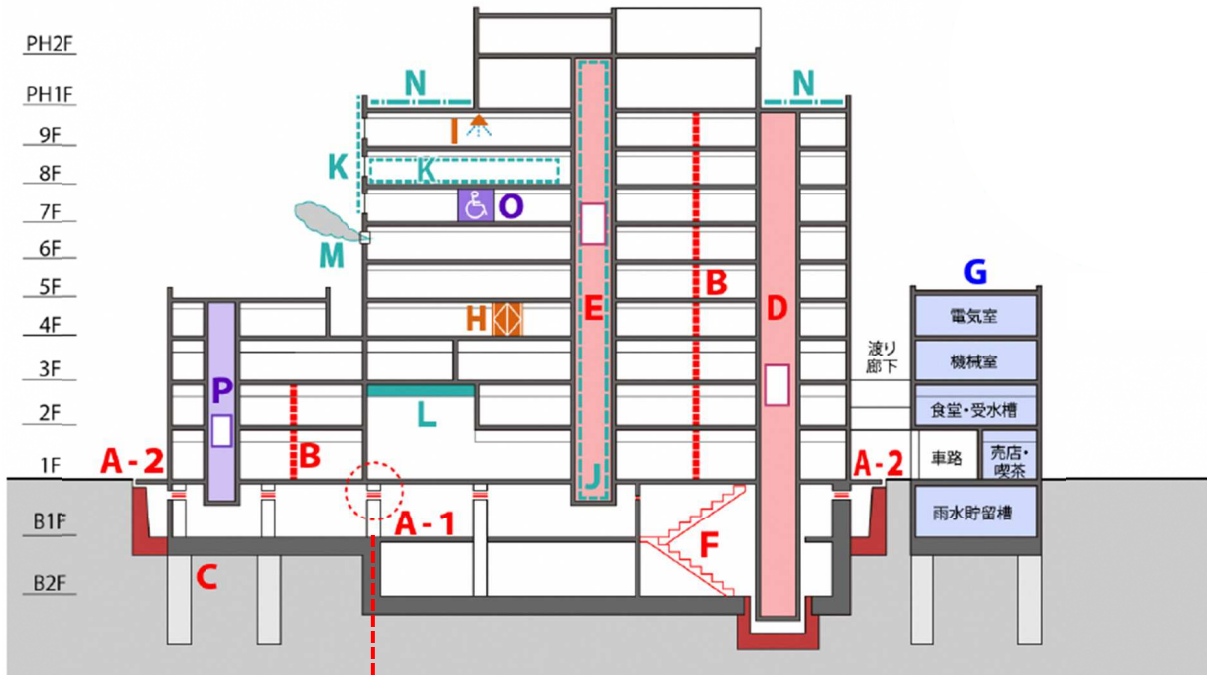 PH2F
PH1F
9F
8F
7F
6F
5F
4F
3F
2F
1F
B1F
B2F
N
N
I
K
K
O
M
B
E
D
G
H
P
L
B
J
A-2
A-2
A-1
C
F
渡り
廊下
電気室
機械室
食堂・受水槽
車路
売店・
喫茶
雨水貯留槽